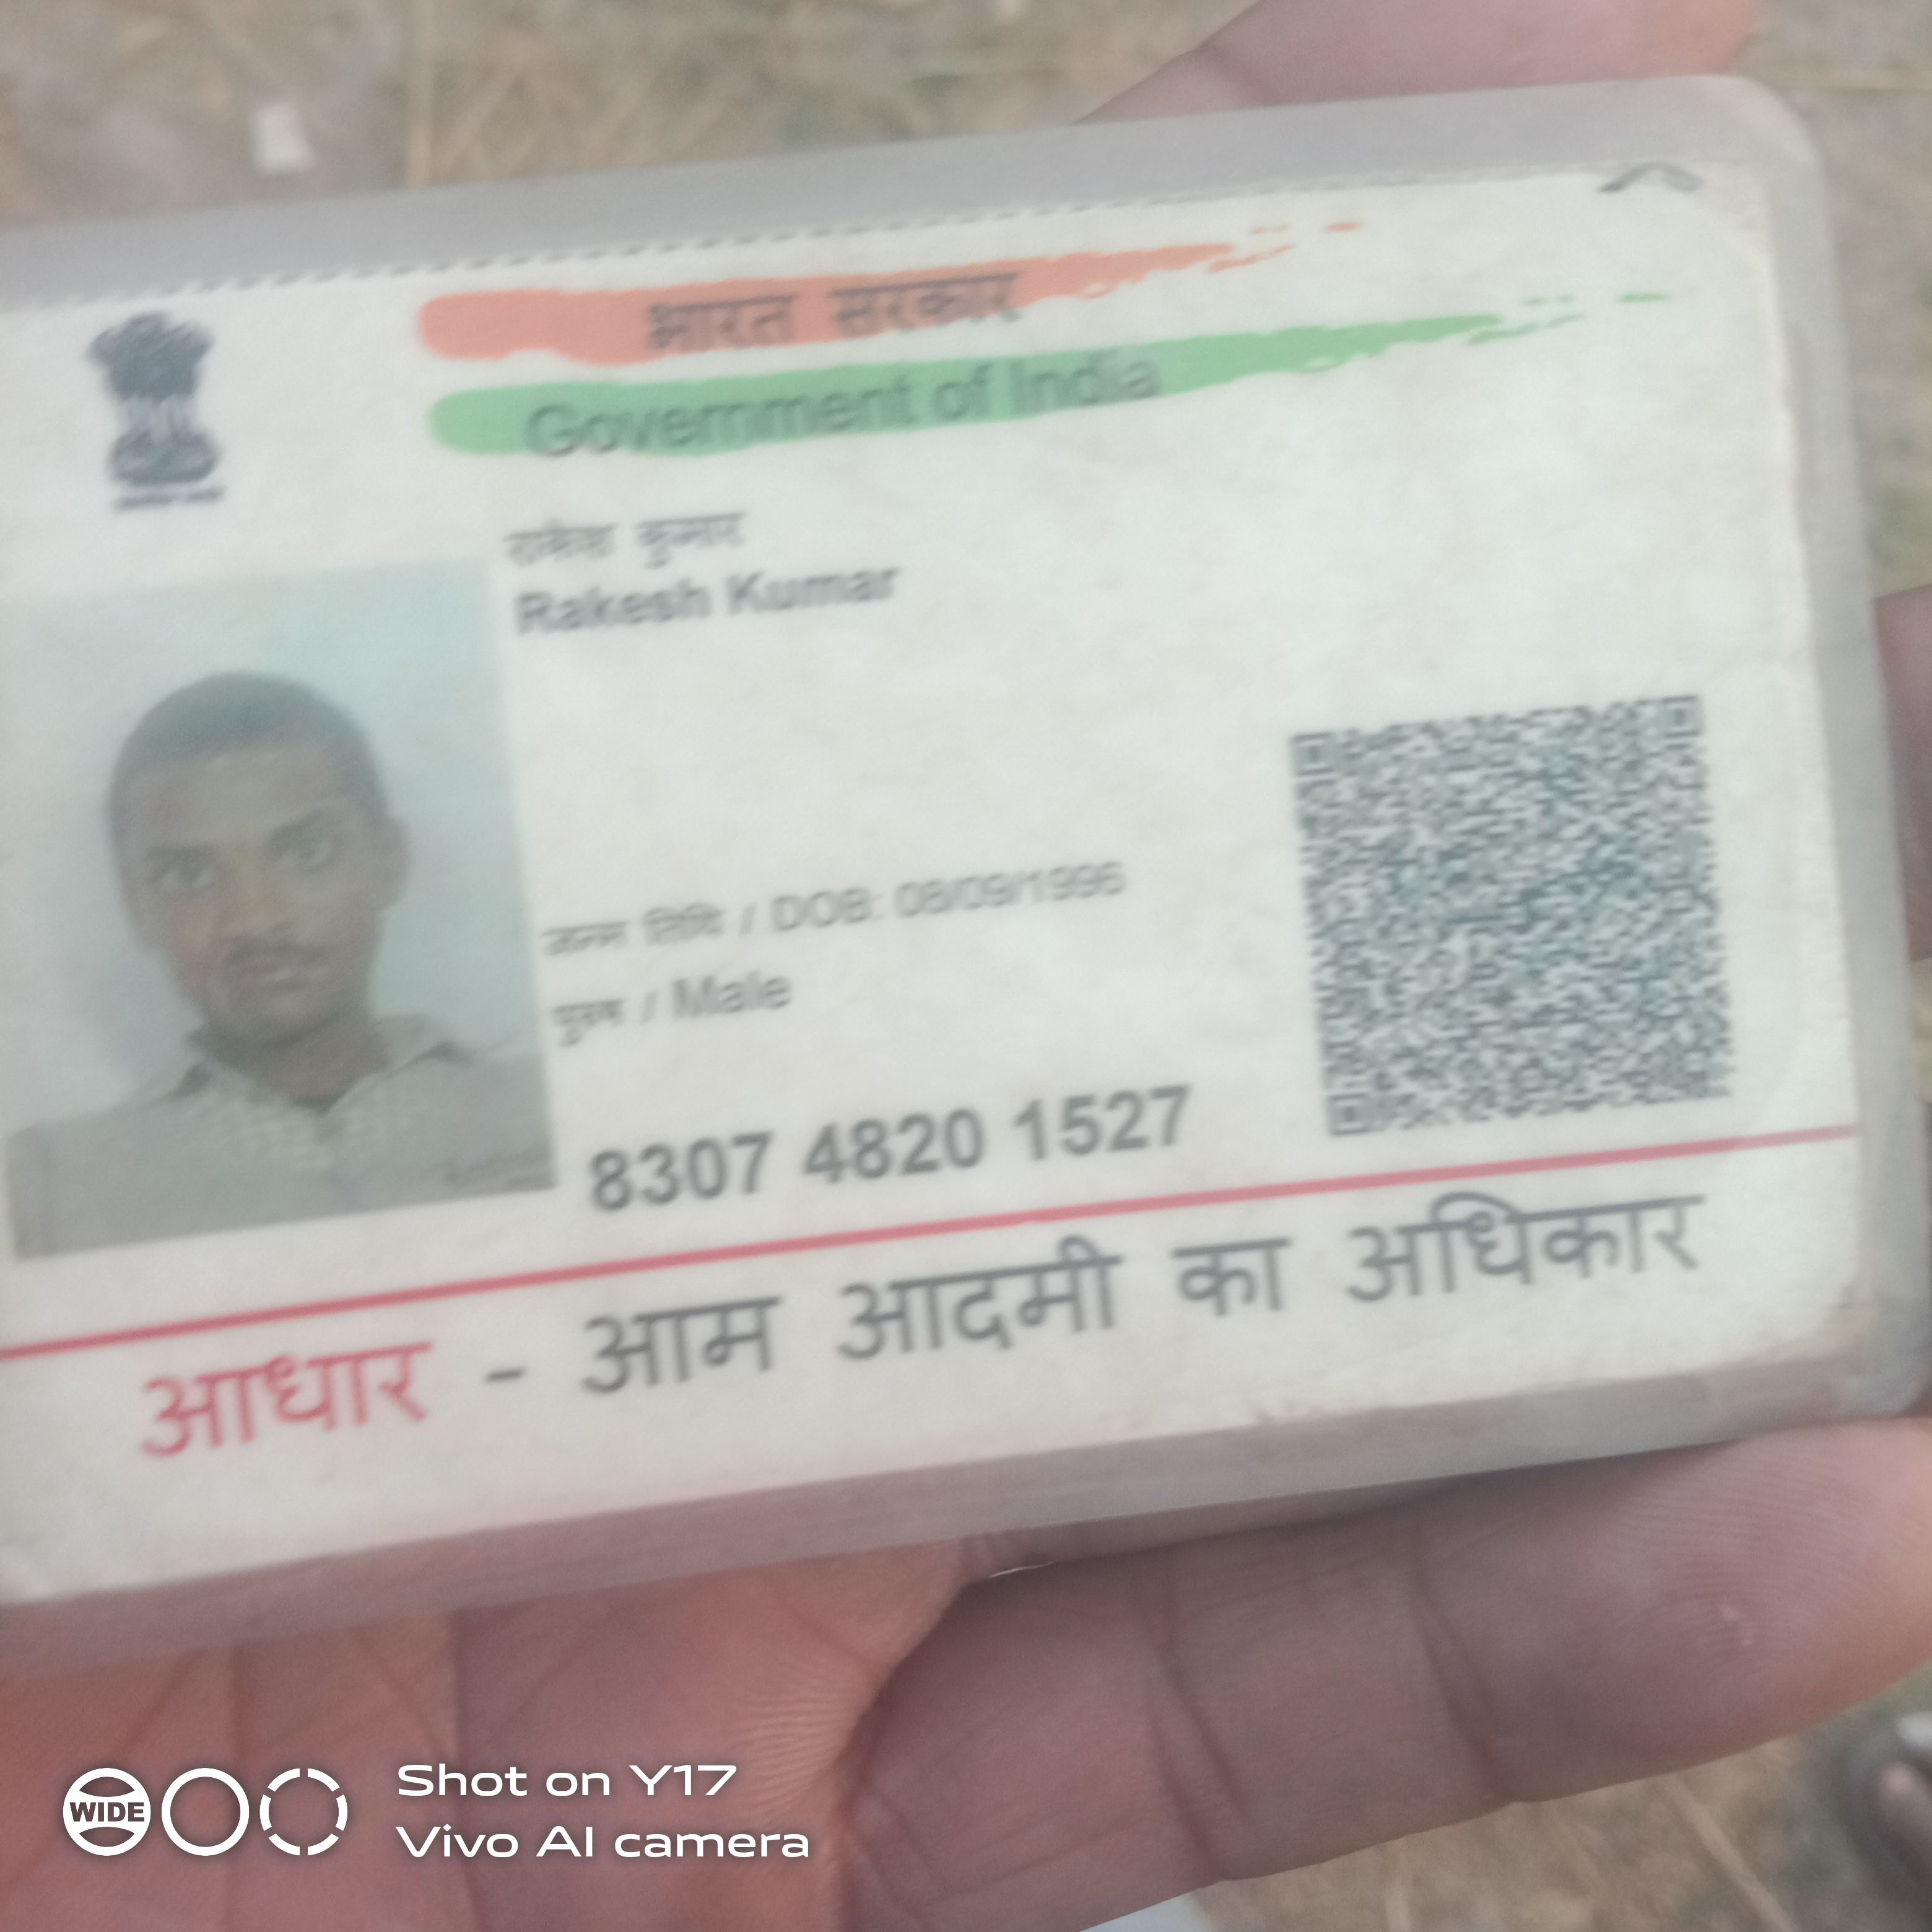 भारत सरकार
Government of India
राकेश कुमार
Rakesh Kumar
जन्म तिथि / DOB: 08/09/1996
पुरुष / Male
8307 4820 1527
आधार - आम आदमी का अधिकार
WIDE
Shot on Y17
Vivo AI camera